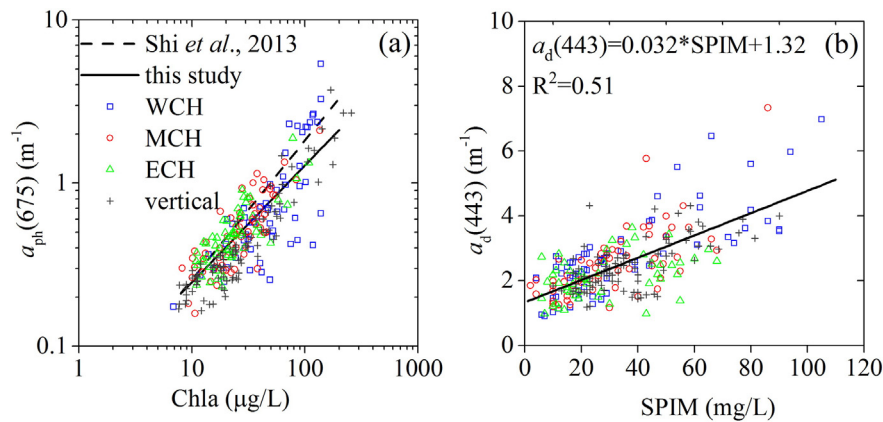 (a)
Shi et al., 2013
this study
WCH
MCH
ECH
vertical
10
1
0.1
aph(675) (m-1)
1 10 100 1000
Chla (μg/L)
(b)
ad(443)=0.032*SPIM+1.32
R2=0.51
10
8
6
4
2
0
ad(443) (m-1)
0 20 40 60 80 100 120
SPIM (mg/L)